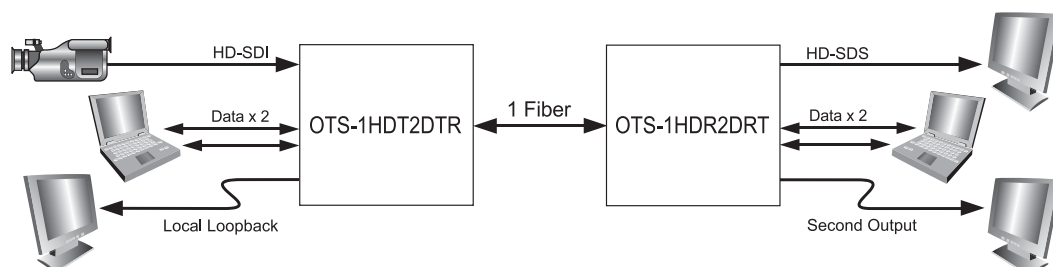 HD-SDI
HD-SDS
Data x 2
OTS-1HDT2DTR
1 Fiber
OTS-1HDR2DRT
Data x 2
Local Loopback
Second Output